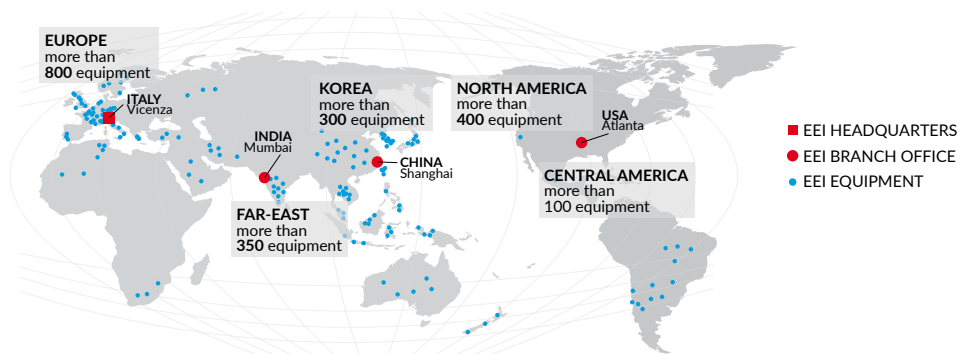 EUROPE
more than
800 equipment
ITALY
Vicenza
INDIA
Mumbai
FAR-EAST
more than
350 equipment
KOREA
more than
300 equipment
CHINA
Shanghai
NORTH AMERICA
more than
400 equipment
USA
Atlanta
CENTRAL AMERICA
more than
100 equipment
EEI HEADQUARTERS
EEI BRANCH OFFICE
EEI EQUIPMENT